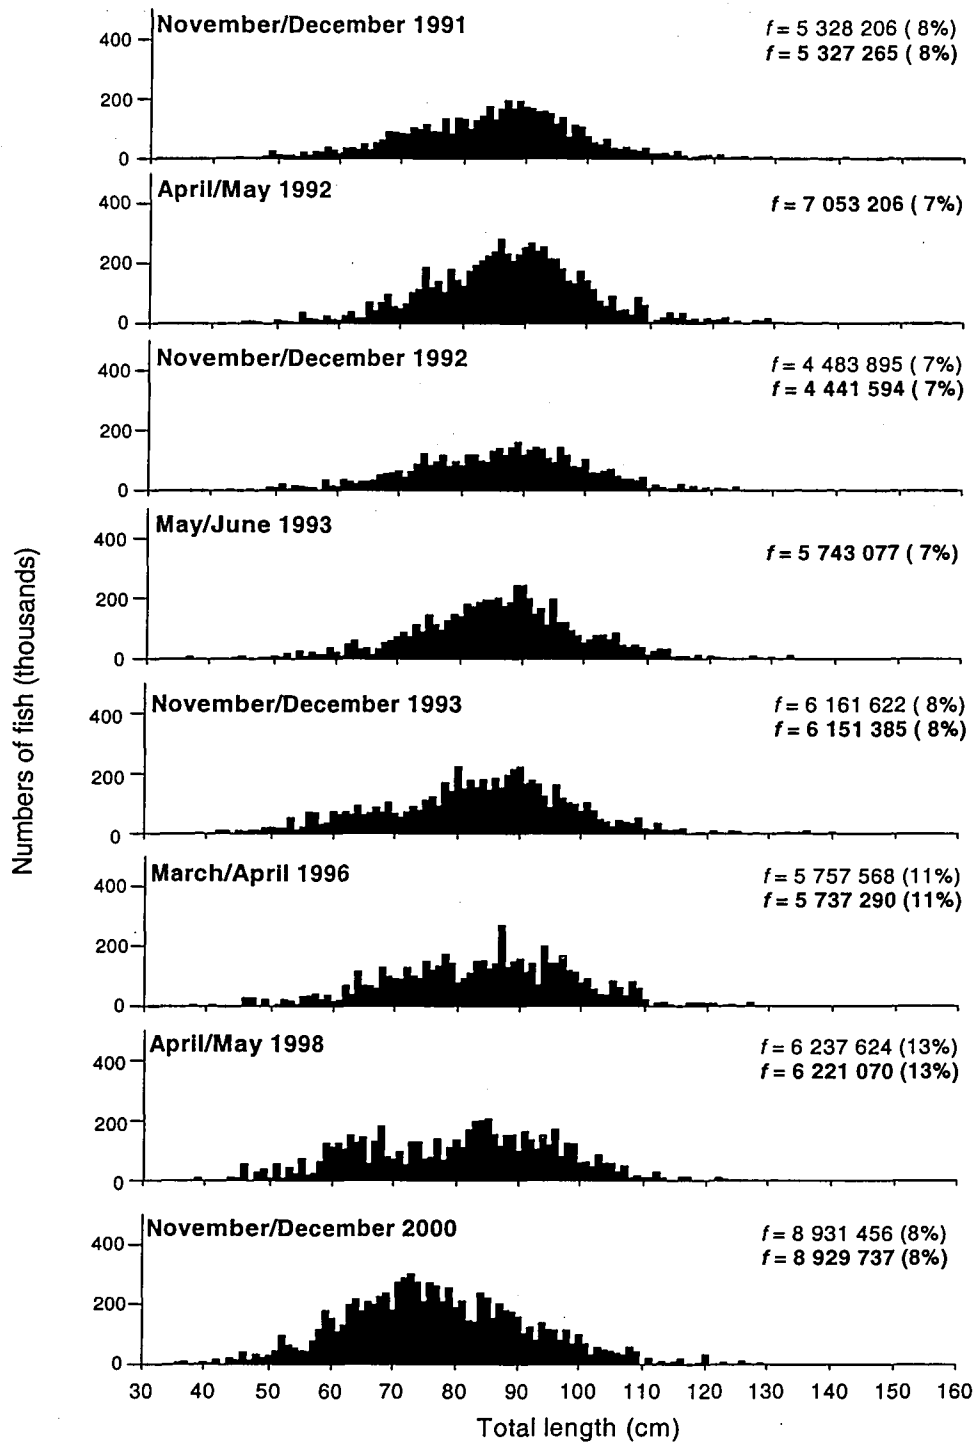 November/December 1991
f = 5 328 206 ( 8%)
f = 5 327 265 ( 8%)
400
200
0
April/May 1992
f = 7 053 206 ( 7%)
400
200
0
November/December 1992
f = 4 483 895 ( 7%)
f = 4 441 594 ( 7%)
400
200
0
May/June 1993
f = 5 743 077 ( 7%)
400
200
0
November/December 1993
f = 6 161 622 ( 8%)
f = 6 151 385 ( 8%)
400
200
0
March/April 1996
f = 5 757 568 (11%)
f = 5 737 290 (11%)
400
200
0
April/May 1998
f = 6 237 624 (13%)
f = 6 221 070 (13%)
400
200
0
November/December 2000
f = 8 931 456 (8%)
f = 8 929 737 (8%)
400
200
0
30 40 50 60 70 80 90 100 110 120 130 140 150 160
Total length (cm)
Numbers of fish (thousands)